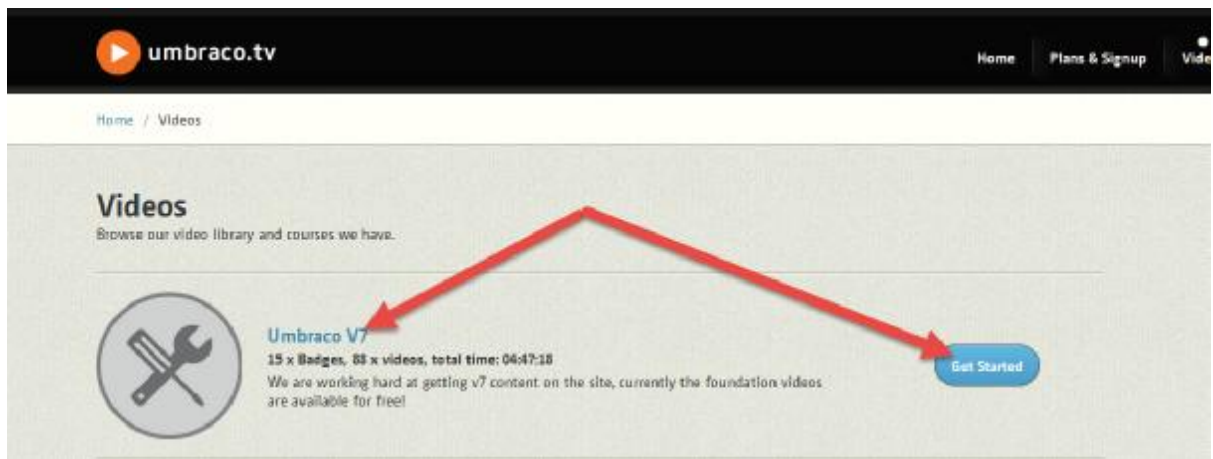 umbraco.tv
Home Plans & Signup Vide
Home / Videos
Videos
Browse our video library and courses we have.
Umbraco V7
15 x Badges, 88 x videos, total time: 04:47:18
We are working hard at getting v7 content on the site, currently the foundation videos
are available for free!
Get Started